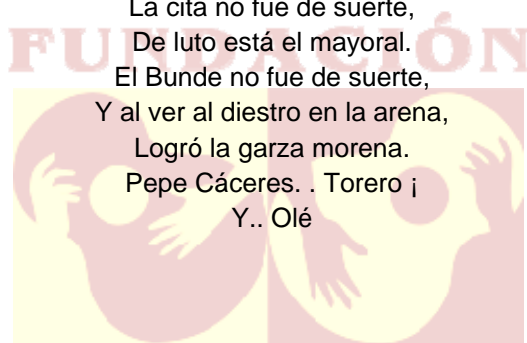 La cita no fue de suerte,
FUNDACIÓN
De luto está el mayoral.
El Bunde no fue de suerte,
Y al ver al diestro en la arena,
Logró la garza morena.
Pepe Cáceres. . Torero ¡
Y.. Olé